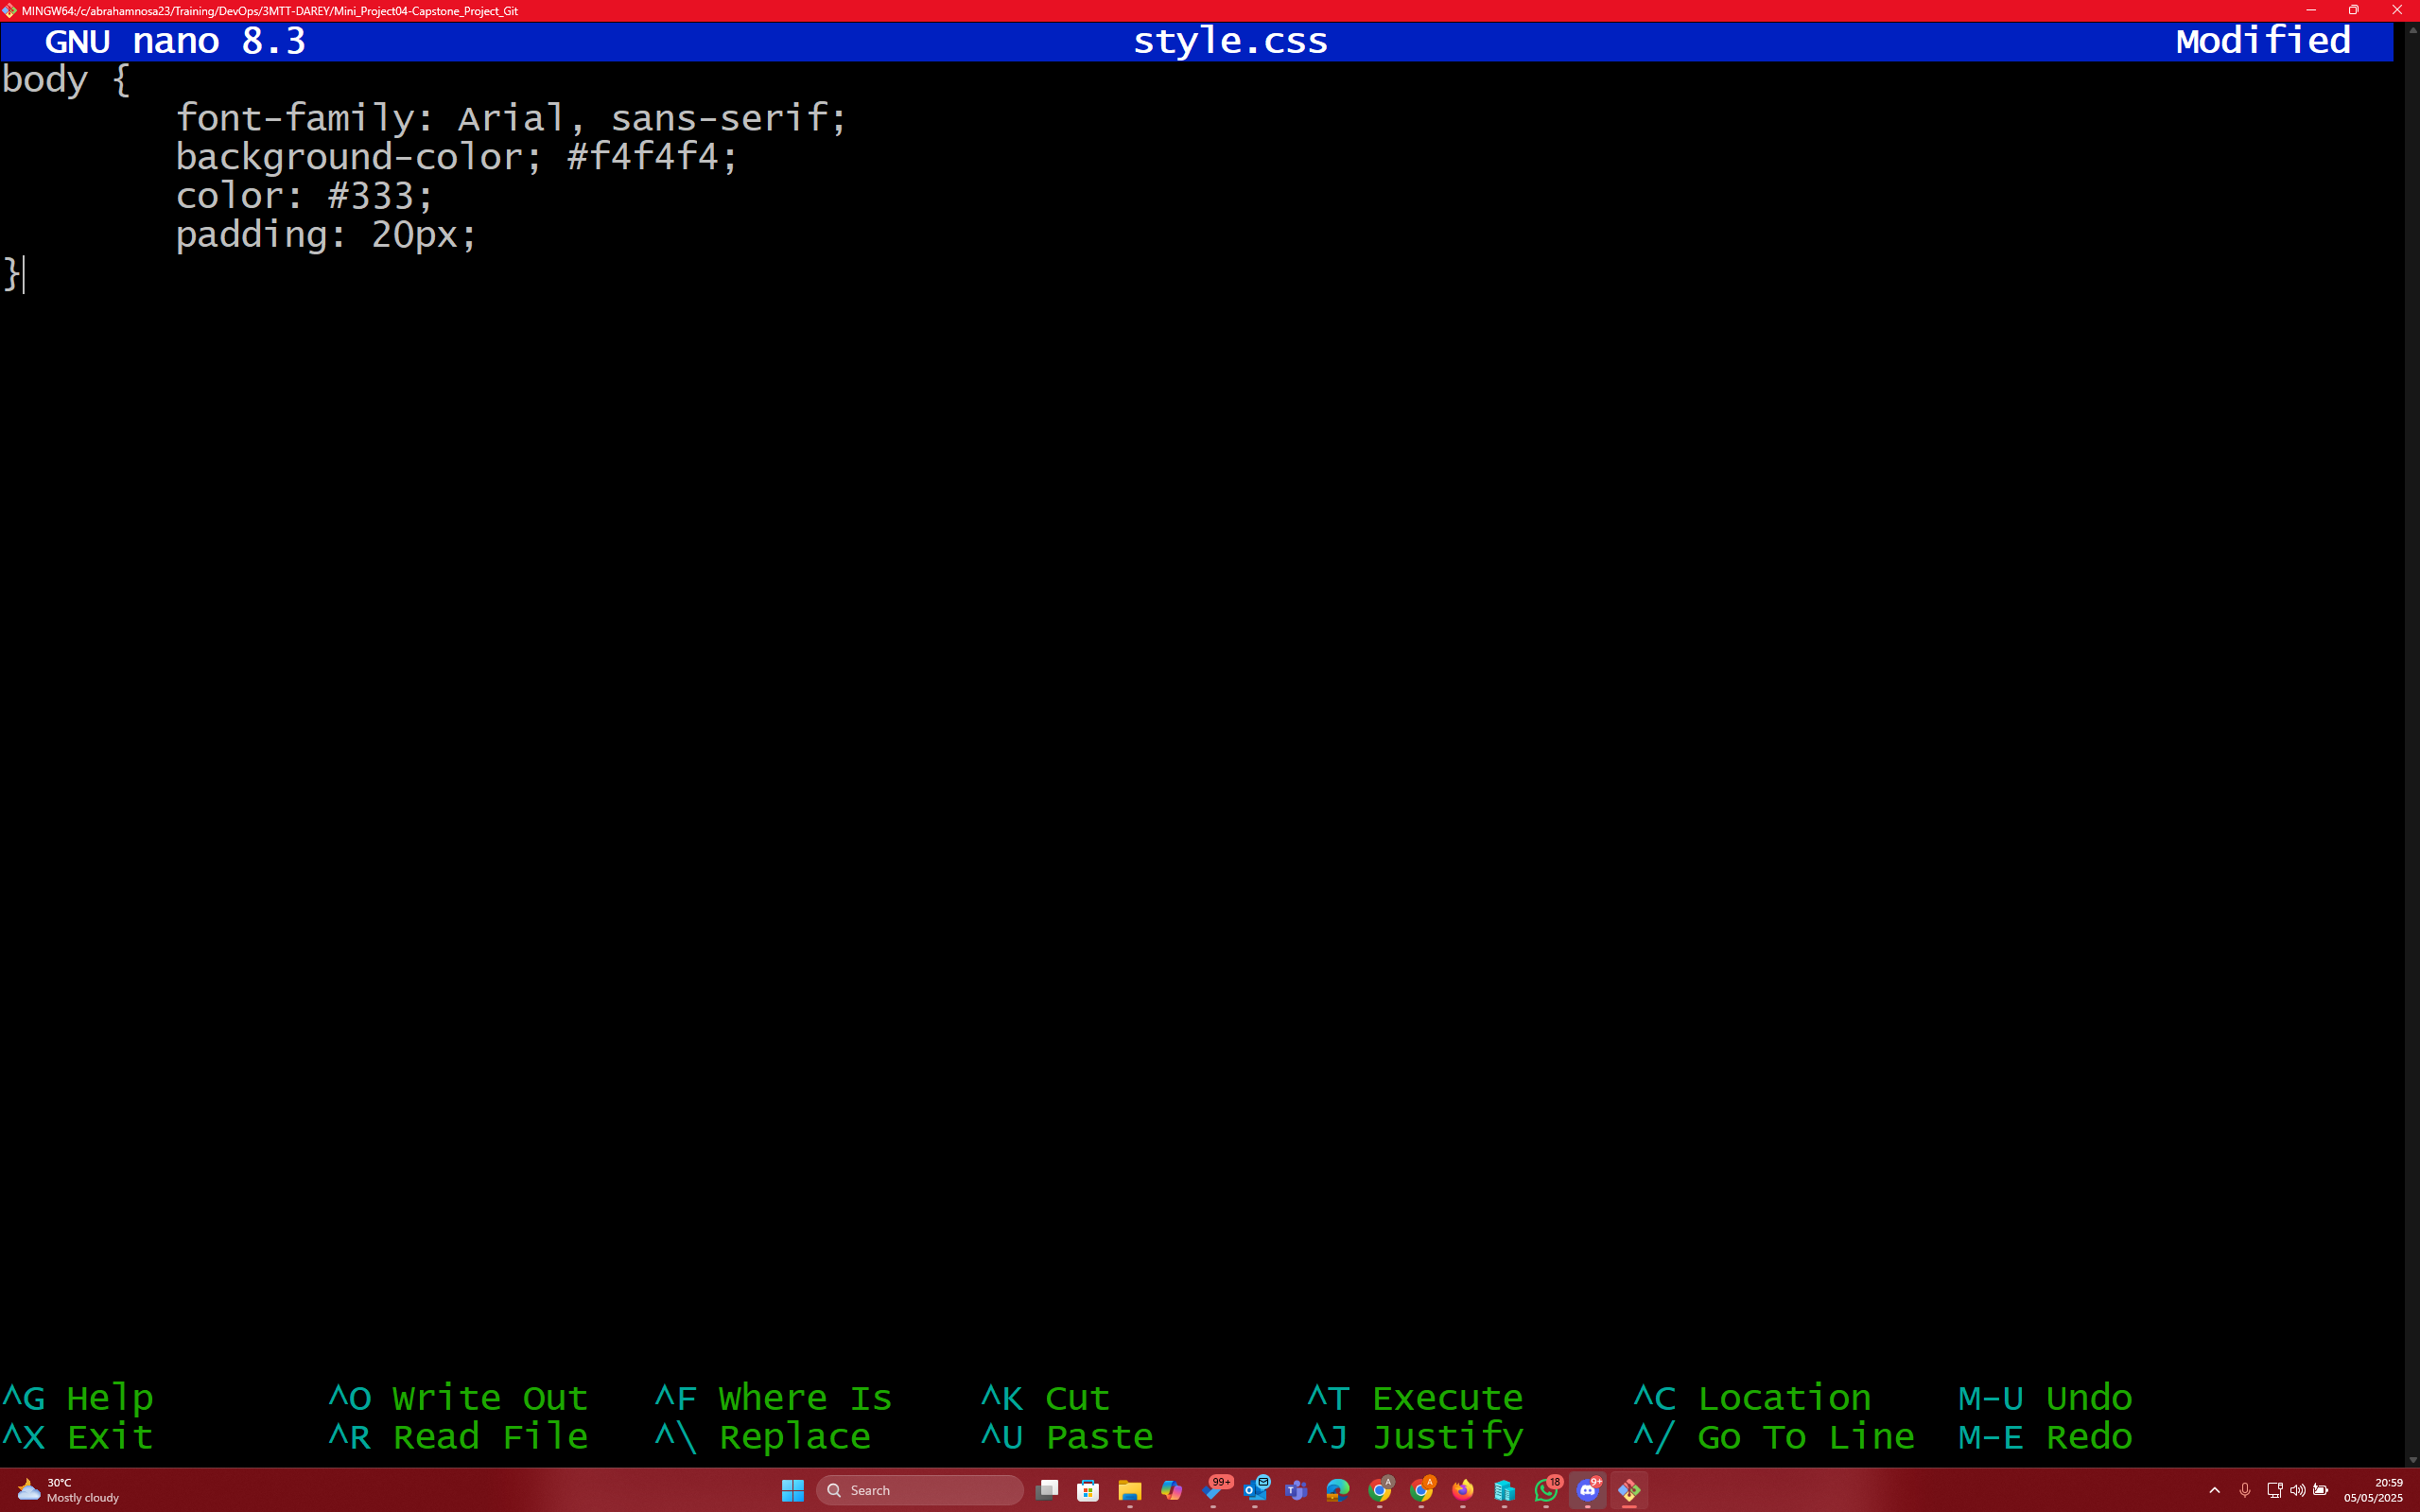 MINGW64:/c/abrahamnosa23/Training/DevOps/3MTT-DAREY/Mini_Project04-Capstone_Project_Git
GNU nano 8.3 style.css Modified
body {
        font-family: Arial, sans-serif;
        background-color; #f4f4f4;
        color: #333;
        padding: 20px;
}
^G Help ^O Write Out ^F Where Is ^K Cut ^T Execute ^C Location M-U Undo
^X Exit ^R Read File ^\ Replace ^U Paste ^J Justify ^/ Go To Line M-E Redo
30°C
Mostly cloudy
Search
99+
18
9+
20:59
05/05/2025